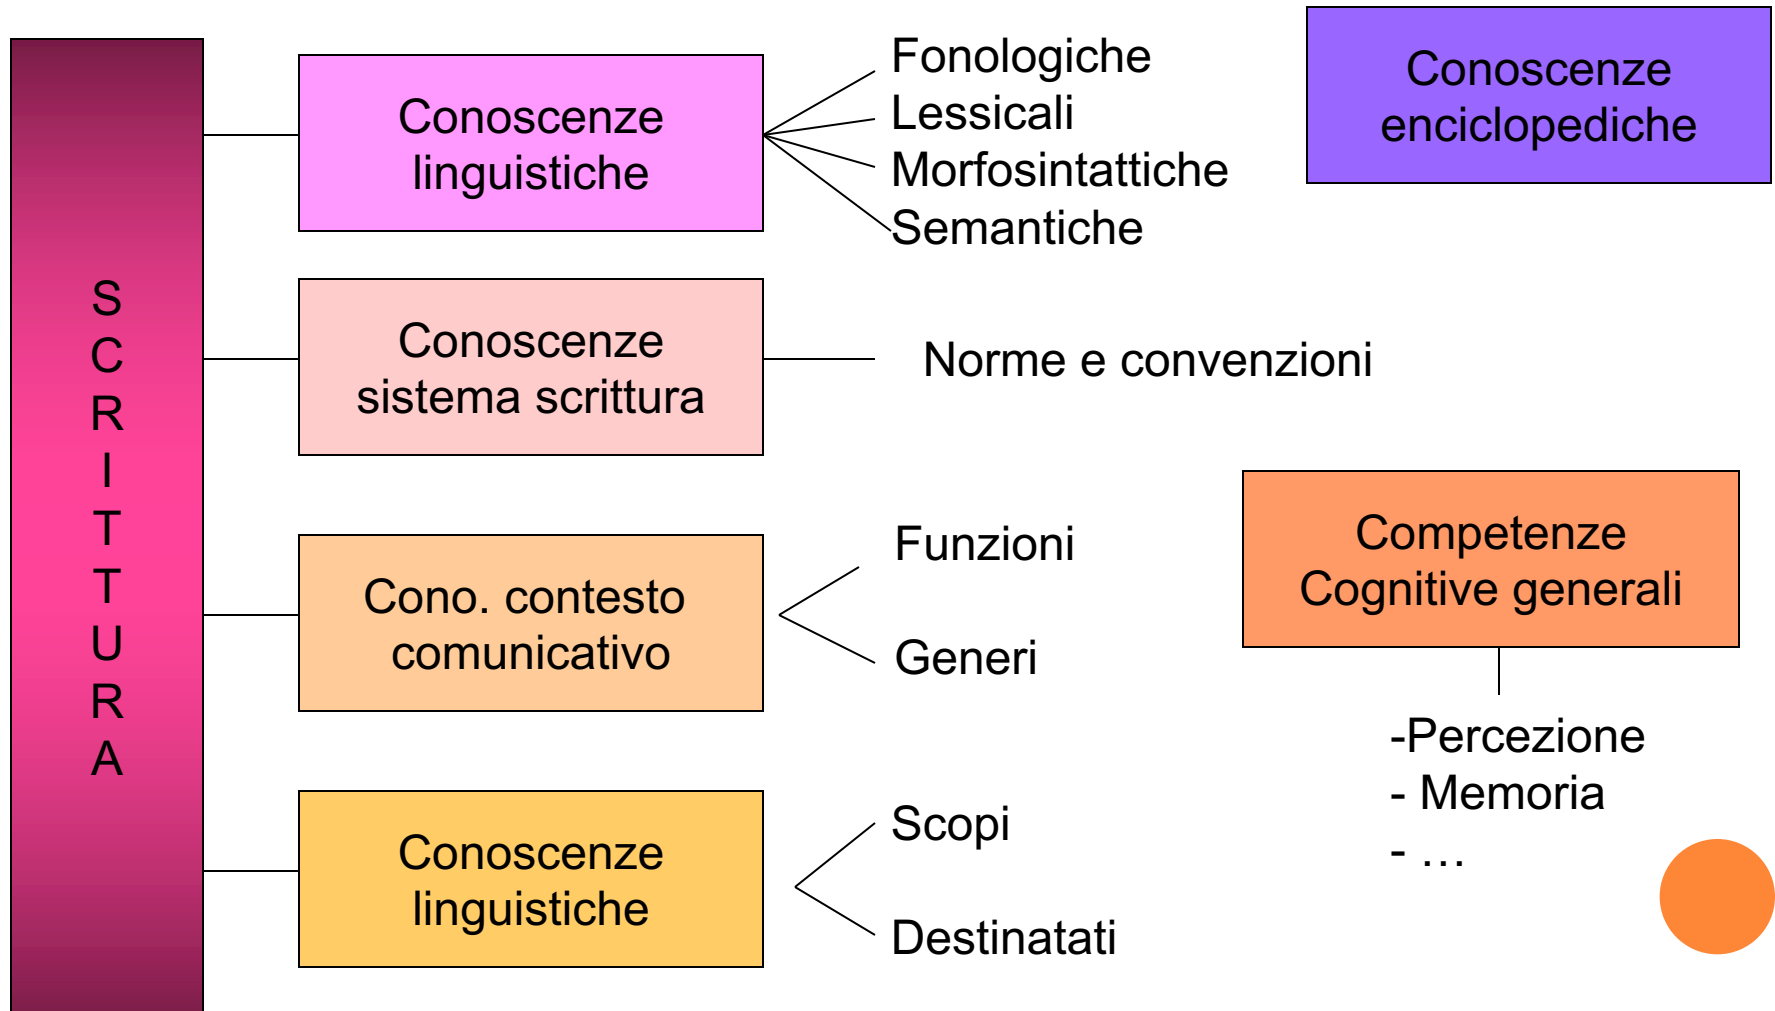 S
C
R
I
T
T
U
R
A
Conoscenze
linguistiche
Fonologiche
Lessicali
Morfosintattiche
Semantiche
Conoscenze
enciclopediche
Conoscenze
sistema scrittura
Norme e convenzioni
Cono. contesto
comunicativo
Funzioni
Generi
Competenze
Cognitive generali
-Percezione
- Memoria
- …
Conoscenze
linguistiche
Scopi
Destinatati